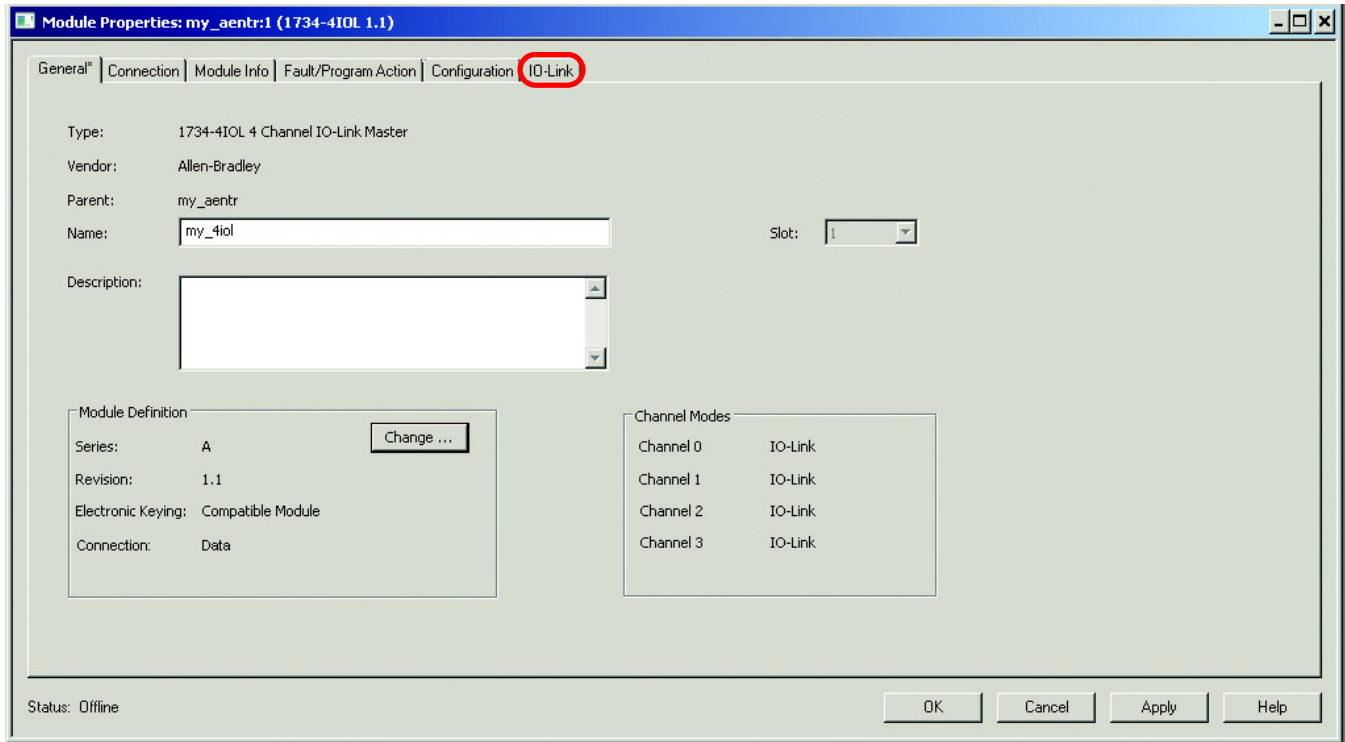 Module Properties: my_aentr:1 (1734-4IOL 1.1)
General* Connection Module Info Fault/Program Action Configuration IO-Link
Type: 1734-4IOL 4 Channel IO-Link Master
Vendor: Allen-Bradley
Parent: my_aentr
Name: my_4iol Slot: 1
Description:
Module Definition
Change ...
Series: A
Revision: 1.1
Electronic Keying: Compatible Module
Connection: Data
Channel Modes
Channel 0 IO-Link
Channel 1 IO-Link
Channel 2 IO-Link
Channel 3 IO-Link
Status: Offline
OK Cancel Apply Help